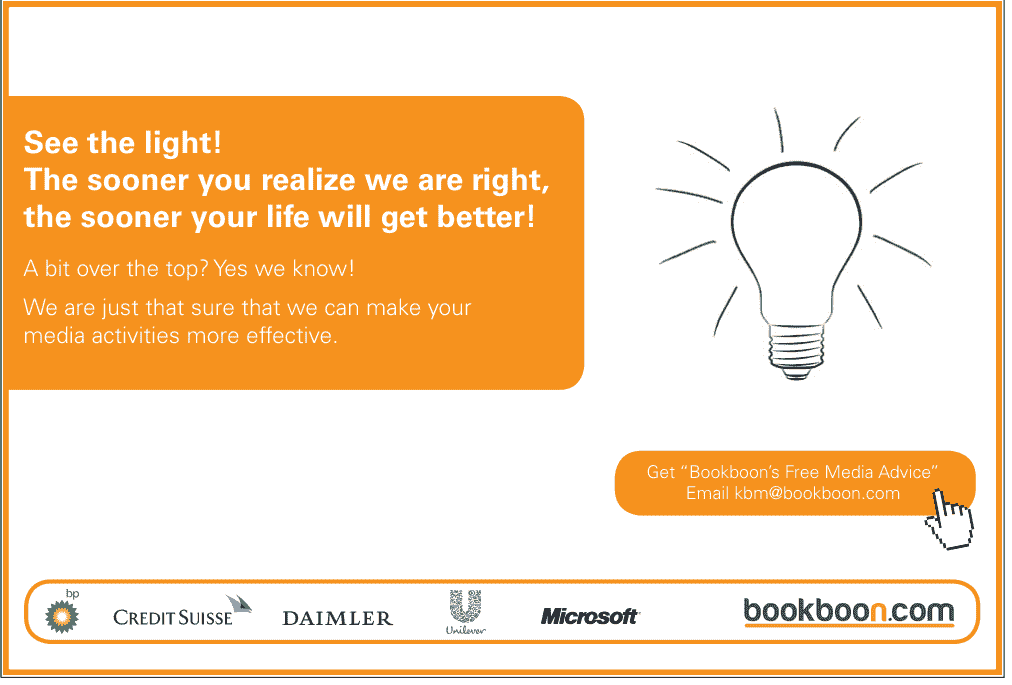 See the light!
The sooner you realize we are right,
the sooner your life will get better!
A bit over the top? Yes we know!
We are just that sure that we can make your
media activities more effective.
Get “Bookboon’s Free Media Advice”
Email kbm@bookboon.com
bp
CREDIT SUISSE
DAIMLER
Unilever
Microsoft
bookboon.com